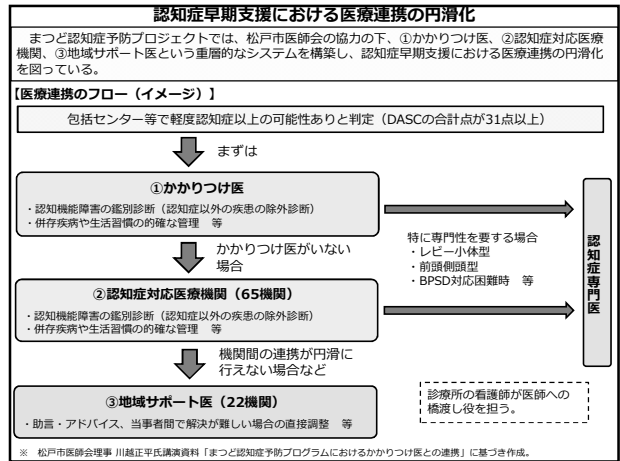 認知症早期支援における医療連携の円滑化
まつど認知症予防プロジェクトでは、松戸市医師会の協力の下、①かかりつけ医、②認知症対応医療
機関、③地域サポート医という重層的なシステムを構築し、認知症早期支援における医療連携の円滑化
を図っている。
【医療連携のフロー（イメージ）】
包括センター等で軽度認知症以上の可能性ありと判定（DASCの合計点が31点以上）
まずは
①かかりつけ医
・認知機能障害の鑑別診断（認知症以外の疾患の除外診断）
・併存疾病や生活習慣の的確な管理　等
かかりつけ医がいない
場合
特に専門性を要する場合
・レビー小体型
・前頭側頭型
・BPSD対応困難時　等
認知症専門医
②認知症対応医療機関（65機関）
・認知機能障害の鑑別診断（認知症以外の疾患の除外診断）
・併存疾病や生活習慣の的確な管理　等
機関間の連携が円滑に
行えない場合など
③地域サポート医（22機関）
・助言・アドバイス、当事者間で解決が難しい場合の直接調整　等
診療所の看護師が医師への
橋渡し役を担う。
※　松戸市医師会理事 川越正平氏講演資料「まつど認知症予防プログラムにおけるかかりつけ医との連携」に基づき作成。